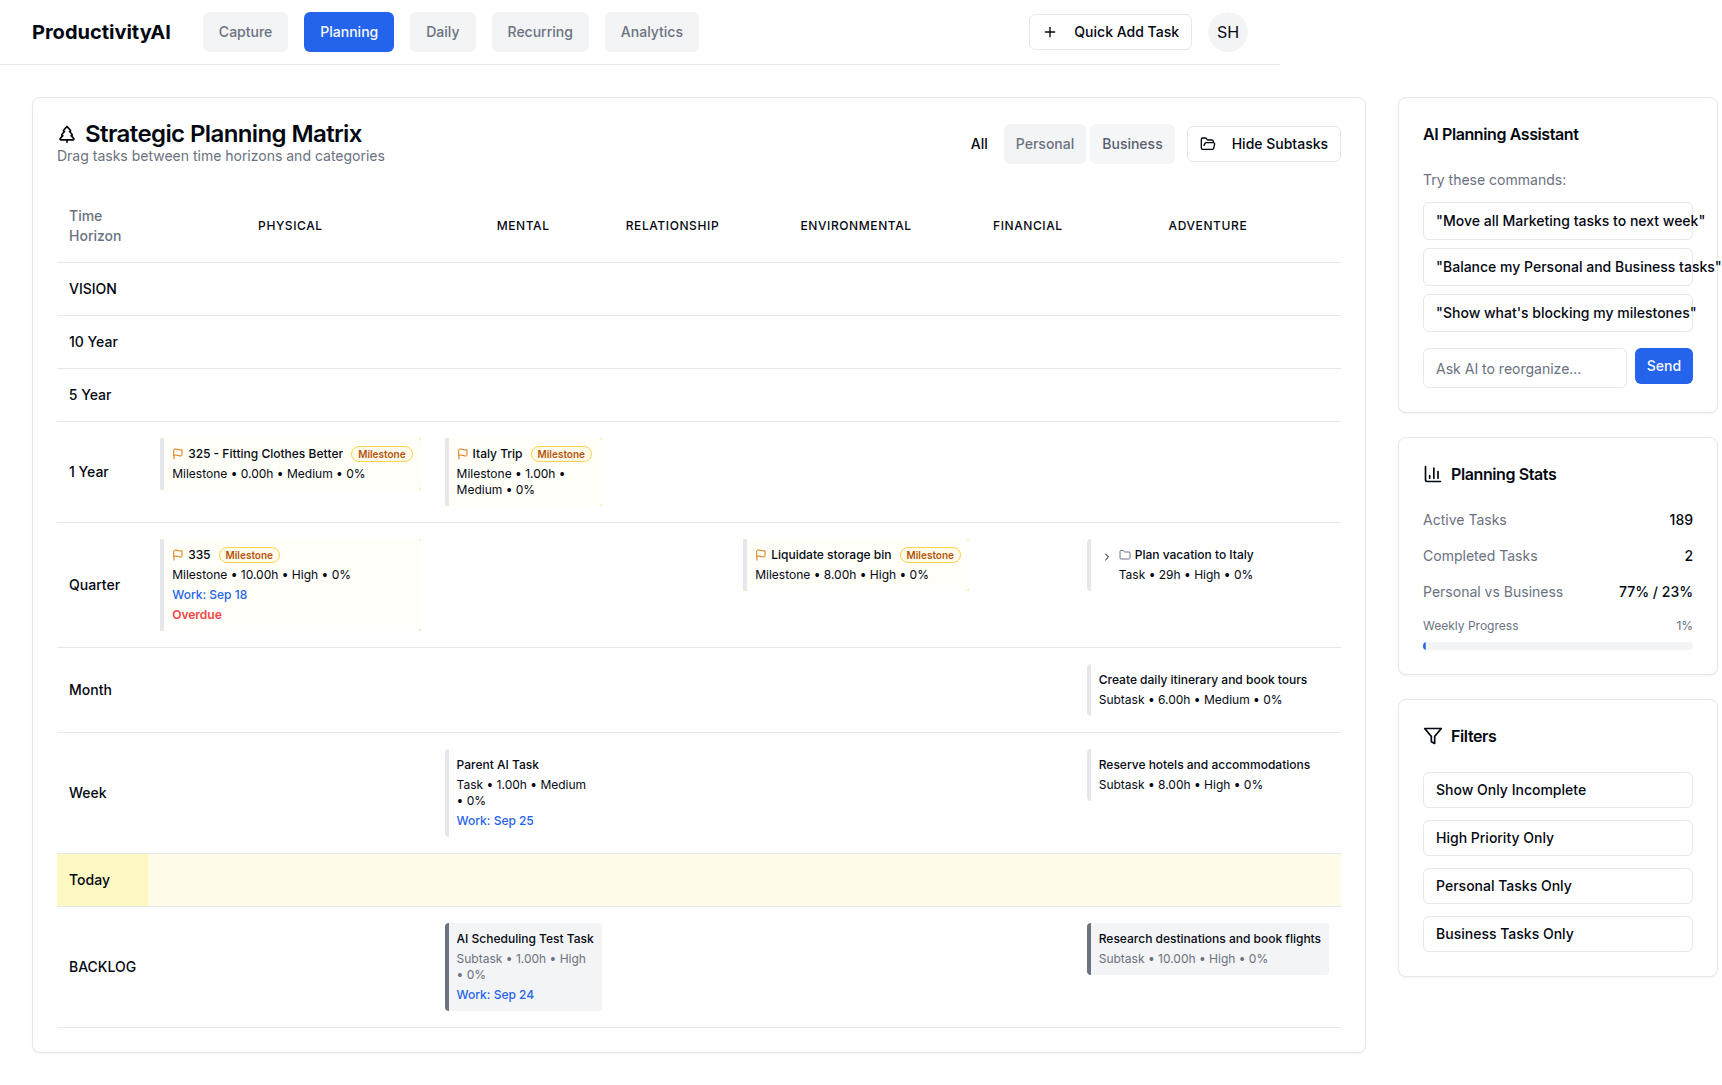 ProductivityAI
Capture
Planning
Daily
Recurring
Analytics
+ Quick Add Task
SH
Strategic Planning Matrix
Drag tasks between time horizons and categories
All
Personal
Business
Hide Subtasks
Time
Horizon
PHYSICAL
MENTAL
RELATIONSHIP
ENVIRONMENTAL
FINANCIAL
ADVENTURE
VISION
10 Year
5 Year
1 Year
325 - Fitting Clothes Better Milestone
Milestone • 0.00h • Medium • 0%
Italy Trip Milestone
Milestone • 1.00h •
Medium • 0%
Quarter
335 Milestone
Milestone • 10.00h • High • 0%
Work: Sep 18
Overdue
Liquidate storage bin Milestone
Milestone • 8.00h • High • 0%
Plan vacation to Italy
Task • 29h • High • 0%
Month
Create daily itinerary and book tours
Subtask • 6.00h • Medium • 0%
Week
Parent AI Task
Task • 1.00h • Medium
• 0%
Work: Sep 25
Reserve hotels and accommodations
Subtask • 8.00h • High • 0%
Today
BACKLOG
AI Scheduling Test Task
Subtask • 1.00h • High
• 0%
Work: Sep 24
Research destinations and book flights
Subtask • 10.00h • High • 0%
AI Planning Assistant
Try these commands:
"Move all Marketing tasks to next week"
"Balance my Personal and Business tasks"
"Show what's blocking my milestones"
Ask AI to reorganize...
Send
Planning Stats
Active Tasks 189
Completed Tasks 2
Personal vs Business 77% / 23%
Weekly Progress 1%
Filters
Show Only Incomplete
High Priority Only
Personal Tasks Only
Business Tasks Only